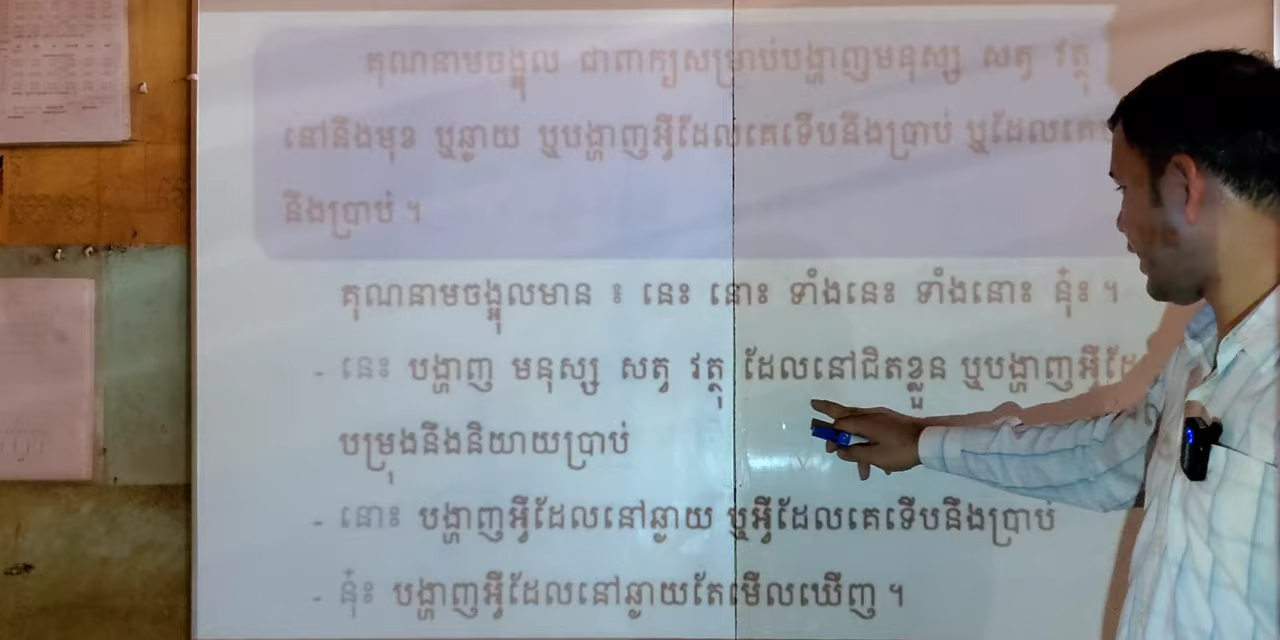 គុណនាមចង្អុល ជាពាក្យសម្រាប់បង្ហាញមនុស្ស សត្វ វត្ថុ
នៅនឹងមុខ ឬឆ្ងាយ ឬបង្ហាញអ្វីដែលគេទើបនឹងប្រាប់ ឬដែលគេ
នឹងប្រាប់ ។
គុណនាមចង្អុលមាន ៖ នេះ នោះ ទាំងនេះ ទាំងនោះ នុ៎ះ ។
- នេះ បង្ហាញ មនុស្ស សត្វ វត្ថុ ដែលនៅជិតខ្លួន ឬបង្ហាញអ្វីដែ
បម្រុងនឹងនិយាយប្រាប់
- នោះ បង្ហាញអ្វីដែលនៅឆ្ងាយ ឬអ្វីដែលគេទើបនឹងប្រាប់
- នុ៎ះ បង្ហាញអ្វីដែលនៅឆ្ងាយតែមើលឃើញ ។